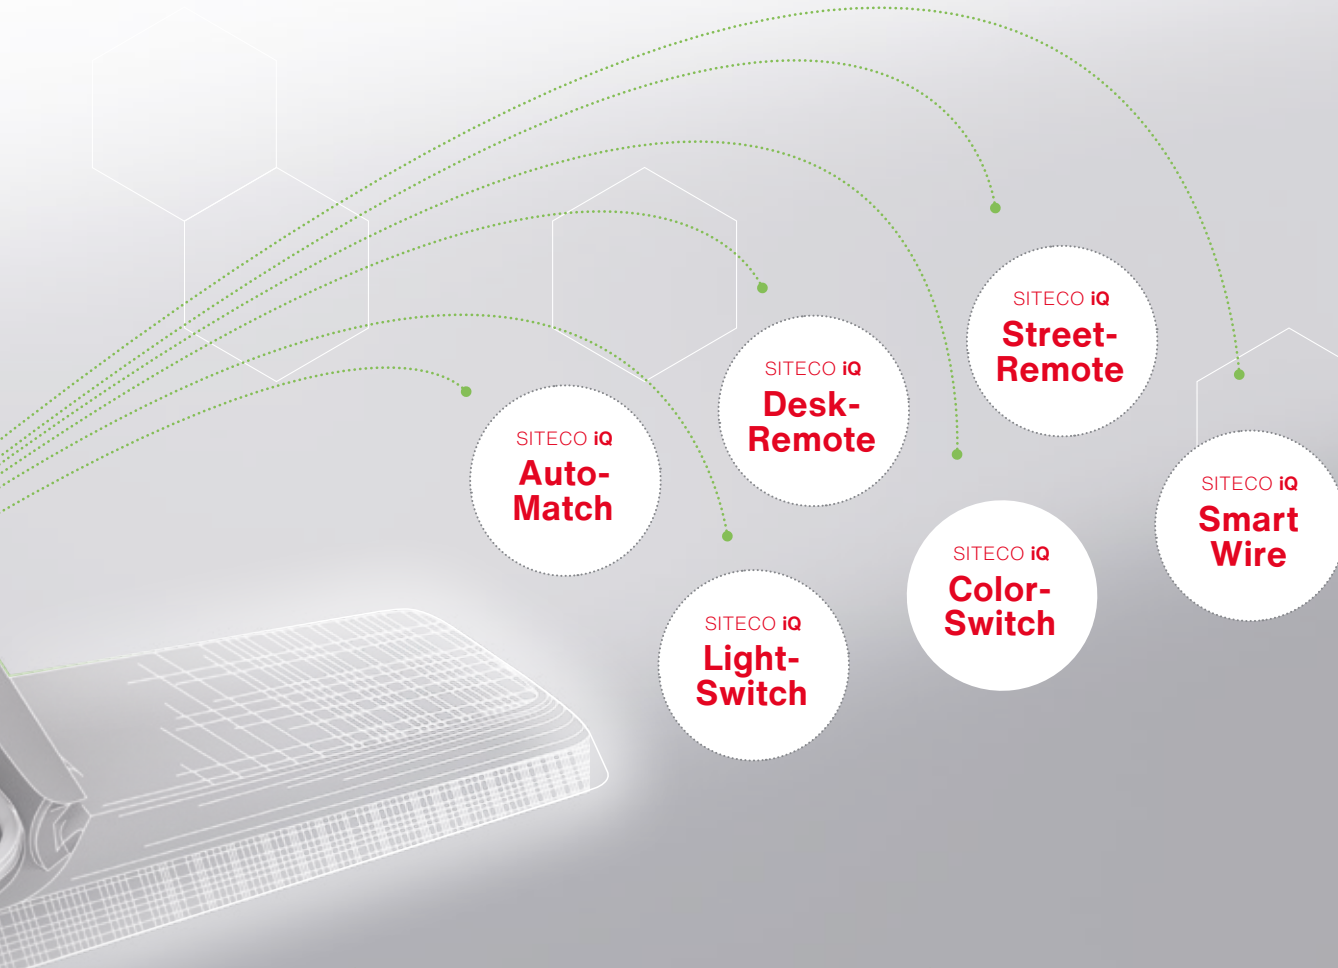 SITECO iQ
Auto-
Match
SITECO iQ
Light-
Switch
SITECO iQ
Desk-
Remote
SITECO iQ
Color-
Switch
SITECO iQ
Street-
Remote
SITECO iQ
Smart
Wire